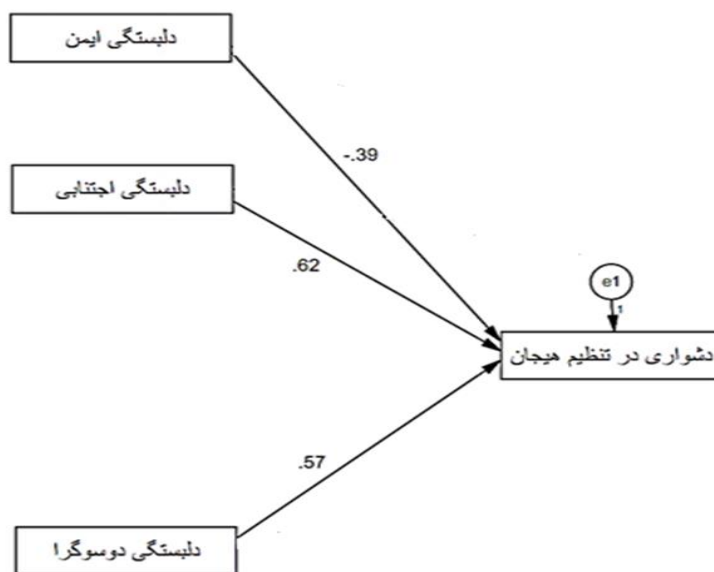 دلبستگی ایمن
-.39
دلبستگی اجتنابی
.62
e1
1
دشواری در تنظیم هیجان
.57
دلبستگی دوسوگرا